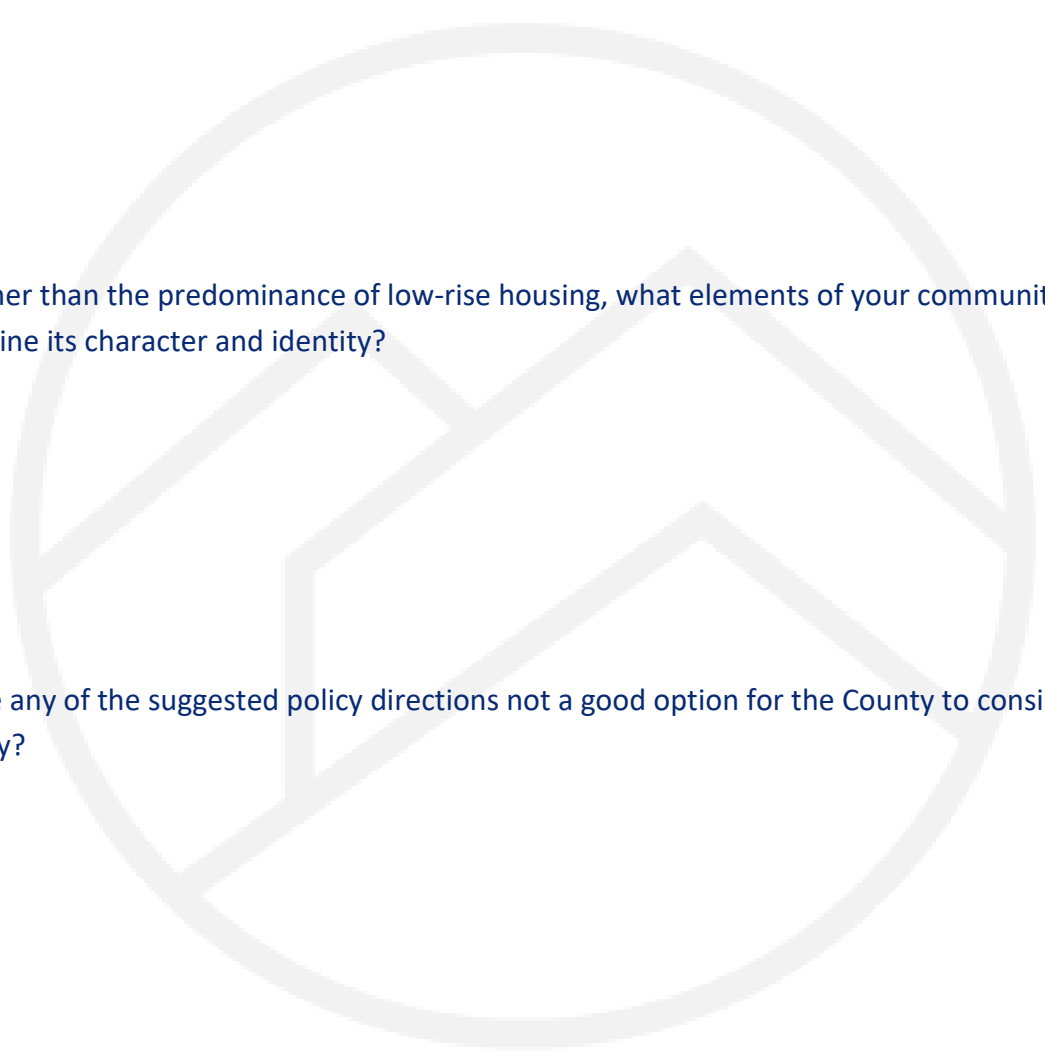 her than the predominance of low-rise housing, what elements of your communit
ine its character and identity?
e any of the suggested policy directions not a good option for the County to consi
y?